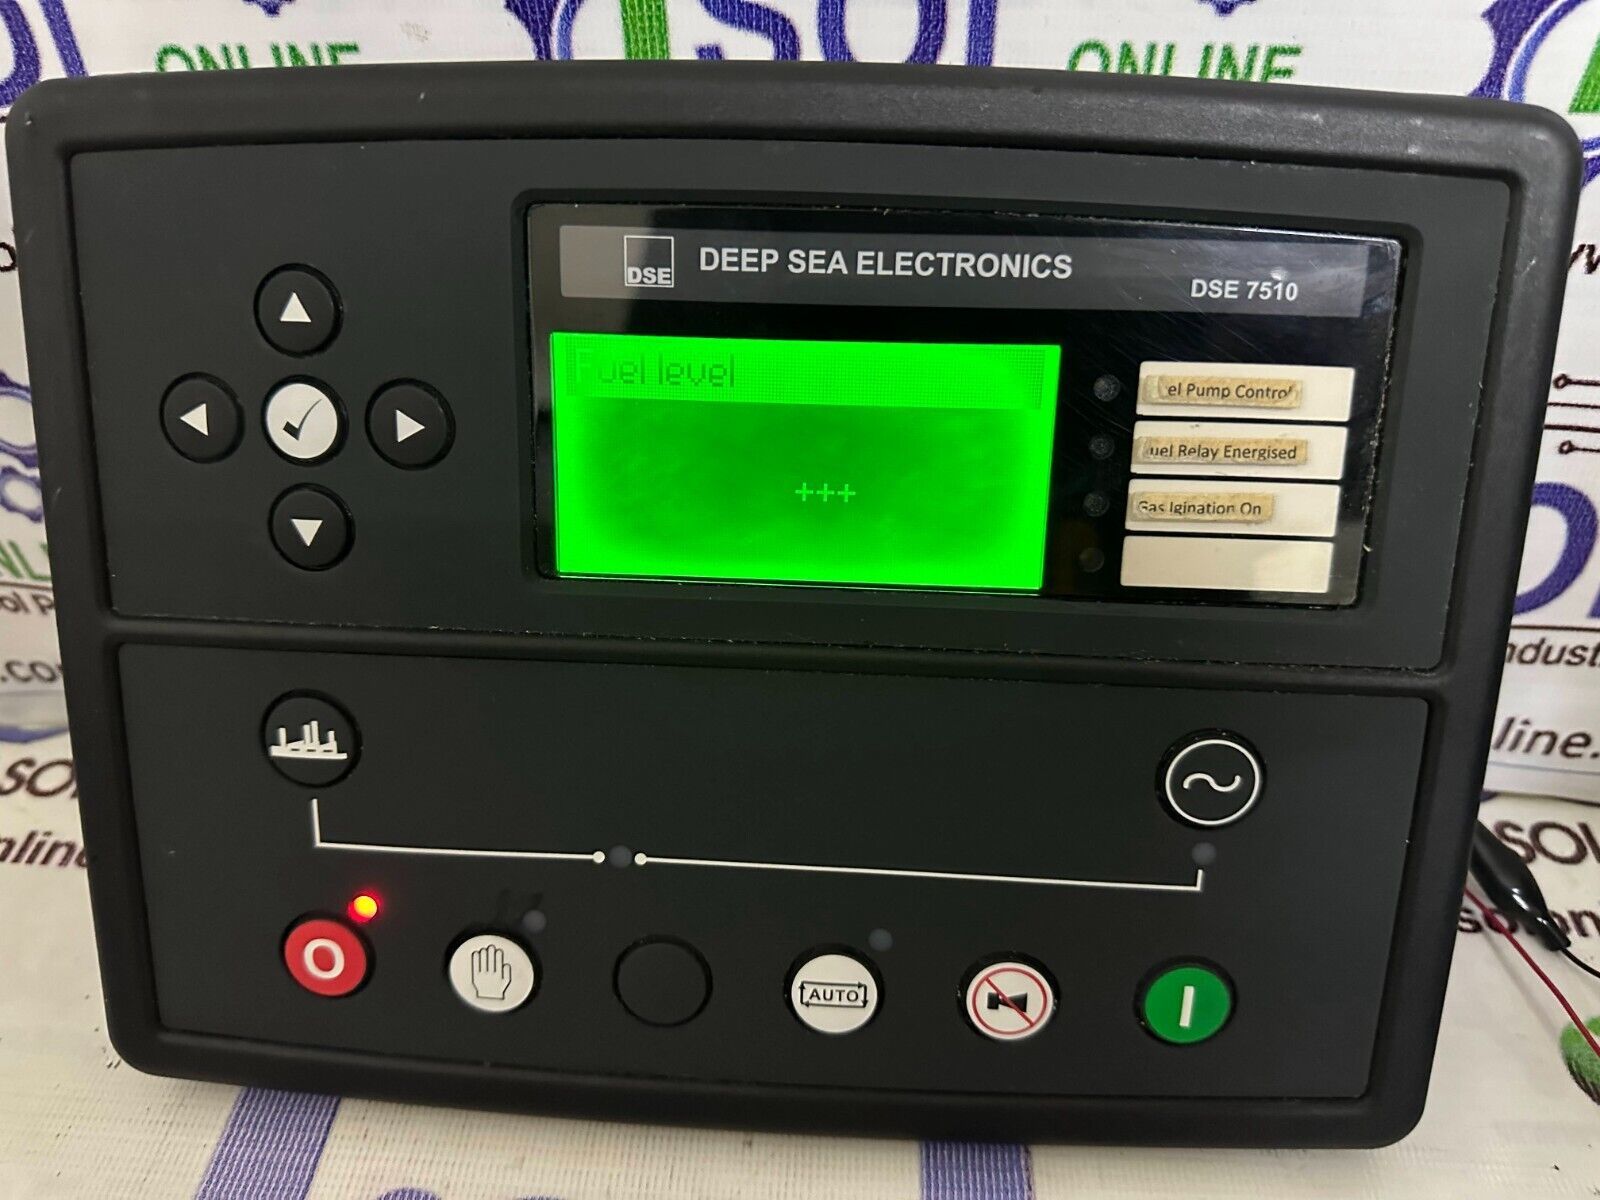 ONLINE
ONLINE
DSE
DEEP SEA ELECTRONICS
DSE 7510
Fuel level
+++
el Pump Control
uel Relay Energised
Gas Igination On
O
AUTO
I